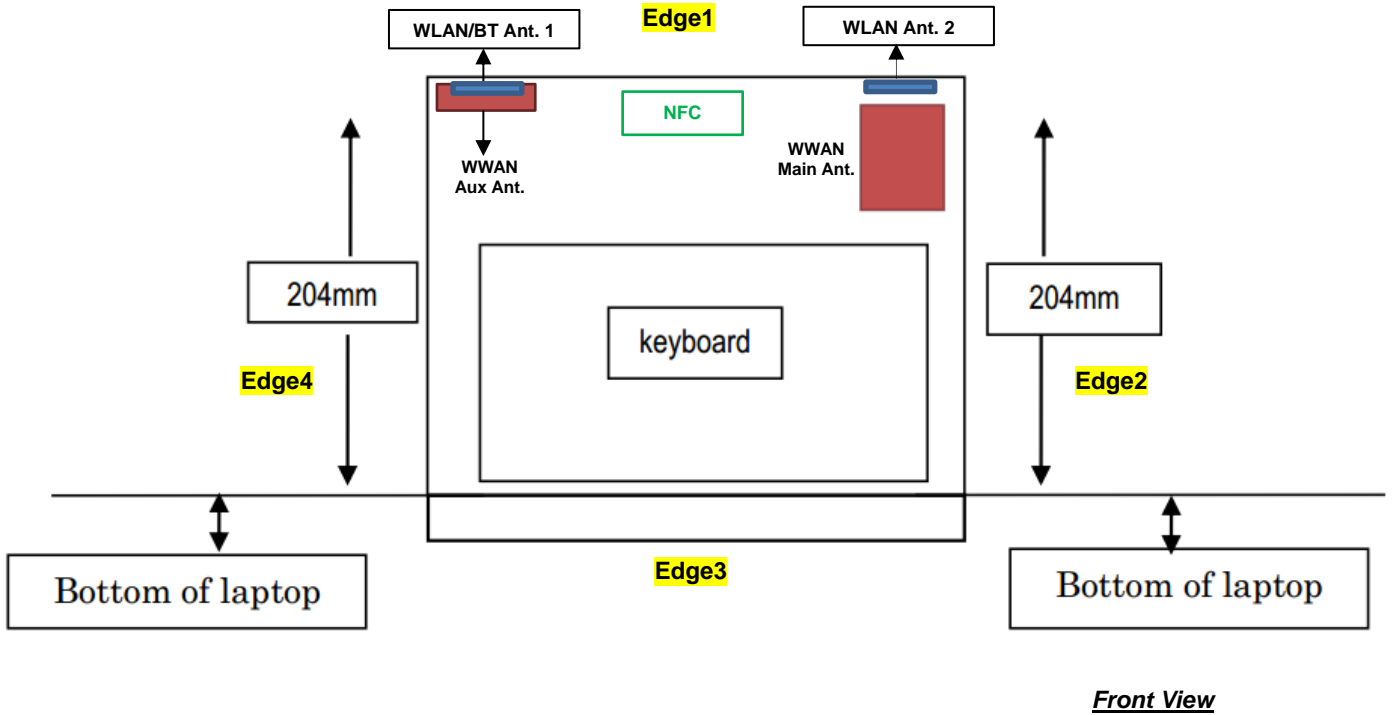 Edge1
WLAN/BT Ant. 1
WLAN Ant. 2
NFC
WWAN
Aux Ant.
WWAN
Main Ant.
204mm
204mm
keyboard
Edge4
Edge2
Edge3
Bottom of laptop
Bottom of laptop
Front View